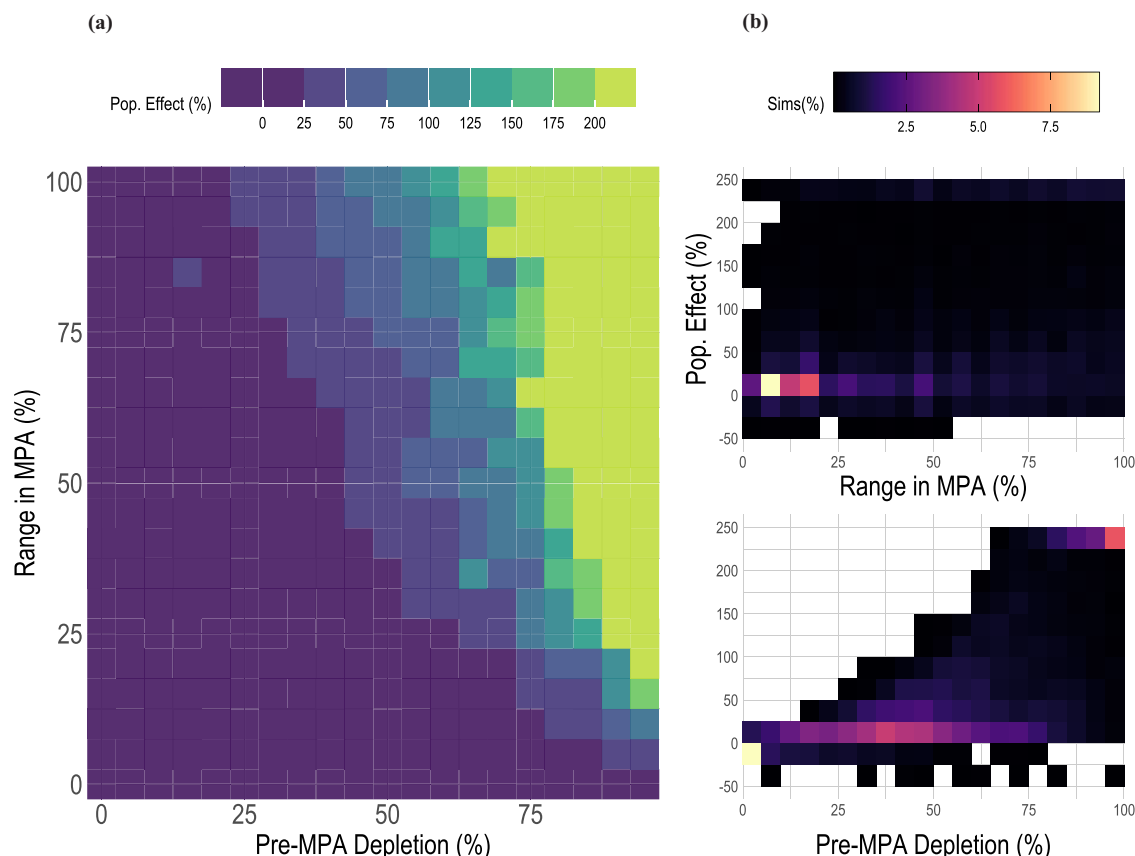 (a)
Pop. Effect (%)
0 25 50 75 100 125 150 175 200
Range in MPA (%)
100
75
50
25
0
0 25 50 75
Pre-MPA Depletion (%)
(b)
Sims(%)
2.5 5.0 7.5
Pop. Effect (%)
250
200
150
100
50
0
-50
0 25 50 75 100
Range in MPA (%)
250
200
150
100
50
0
-50
0 25 50 75 100
Pre-MPA Depletion (%)